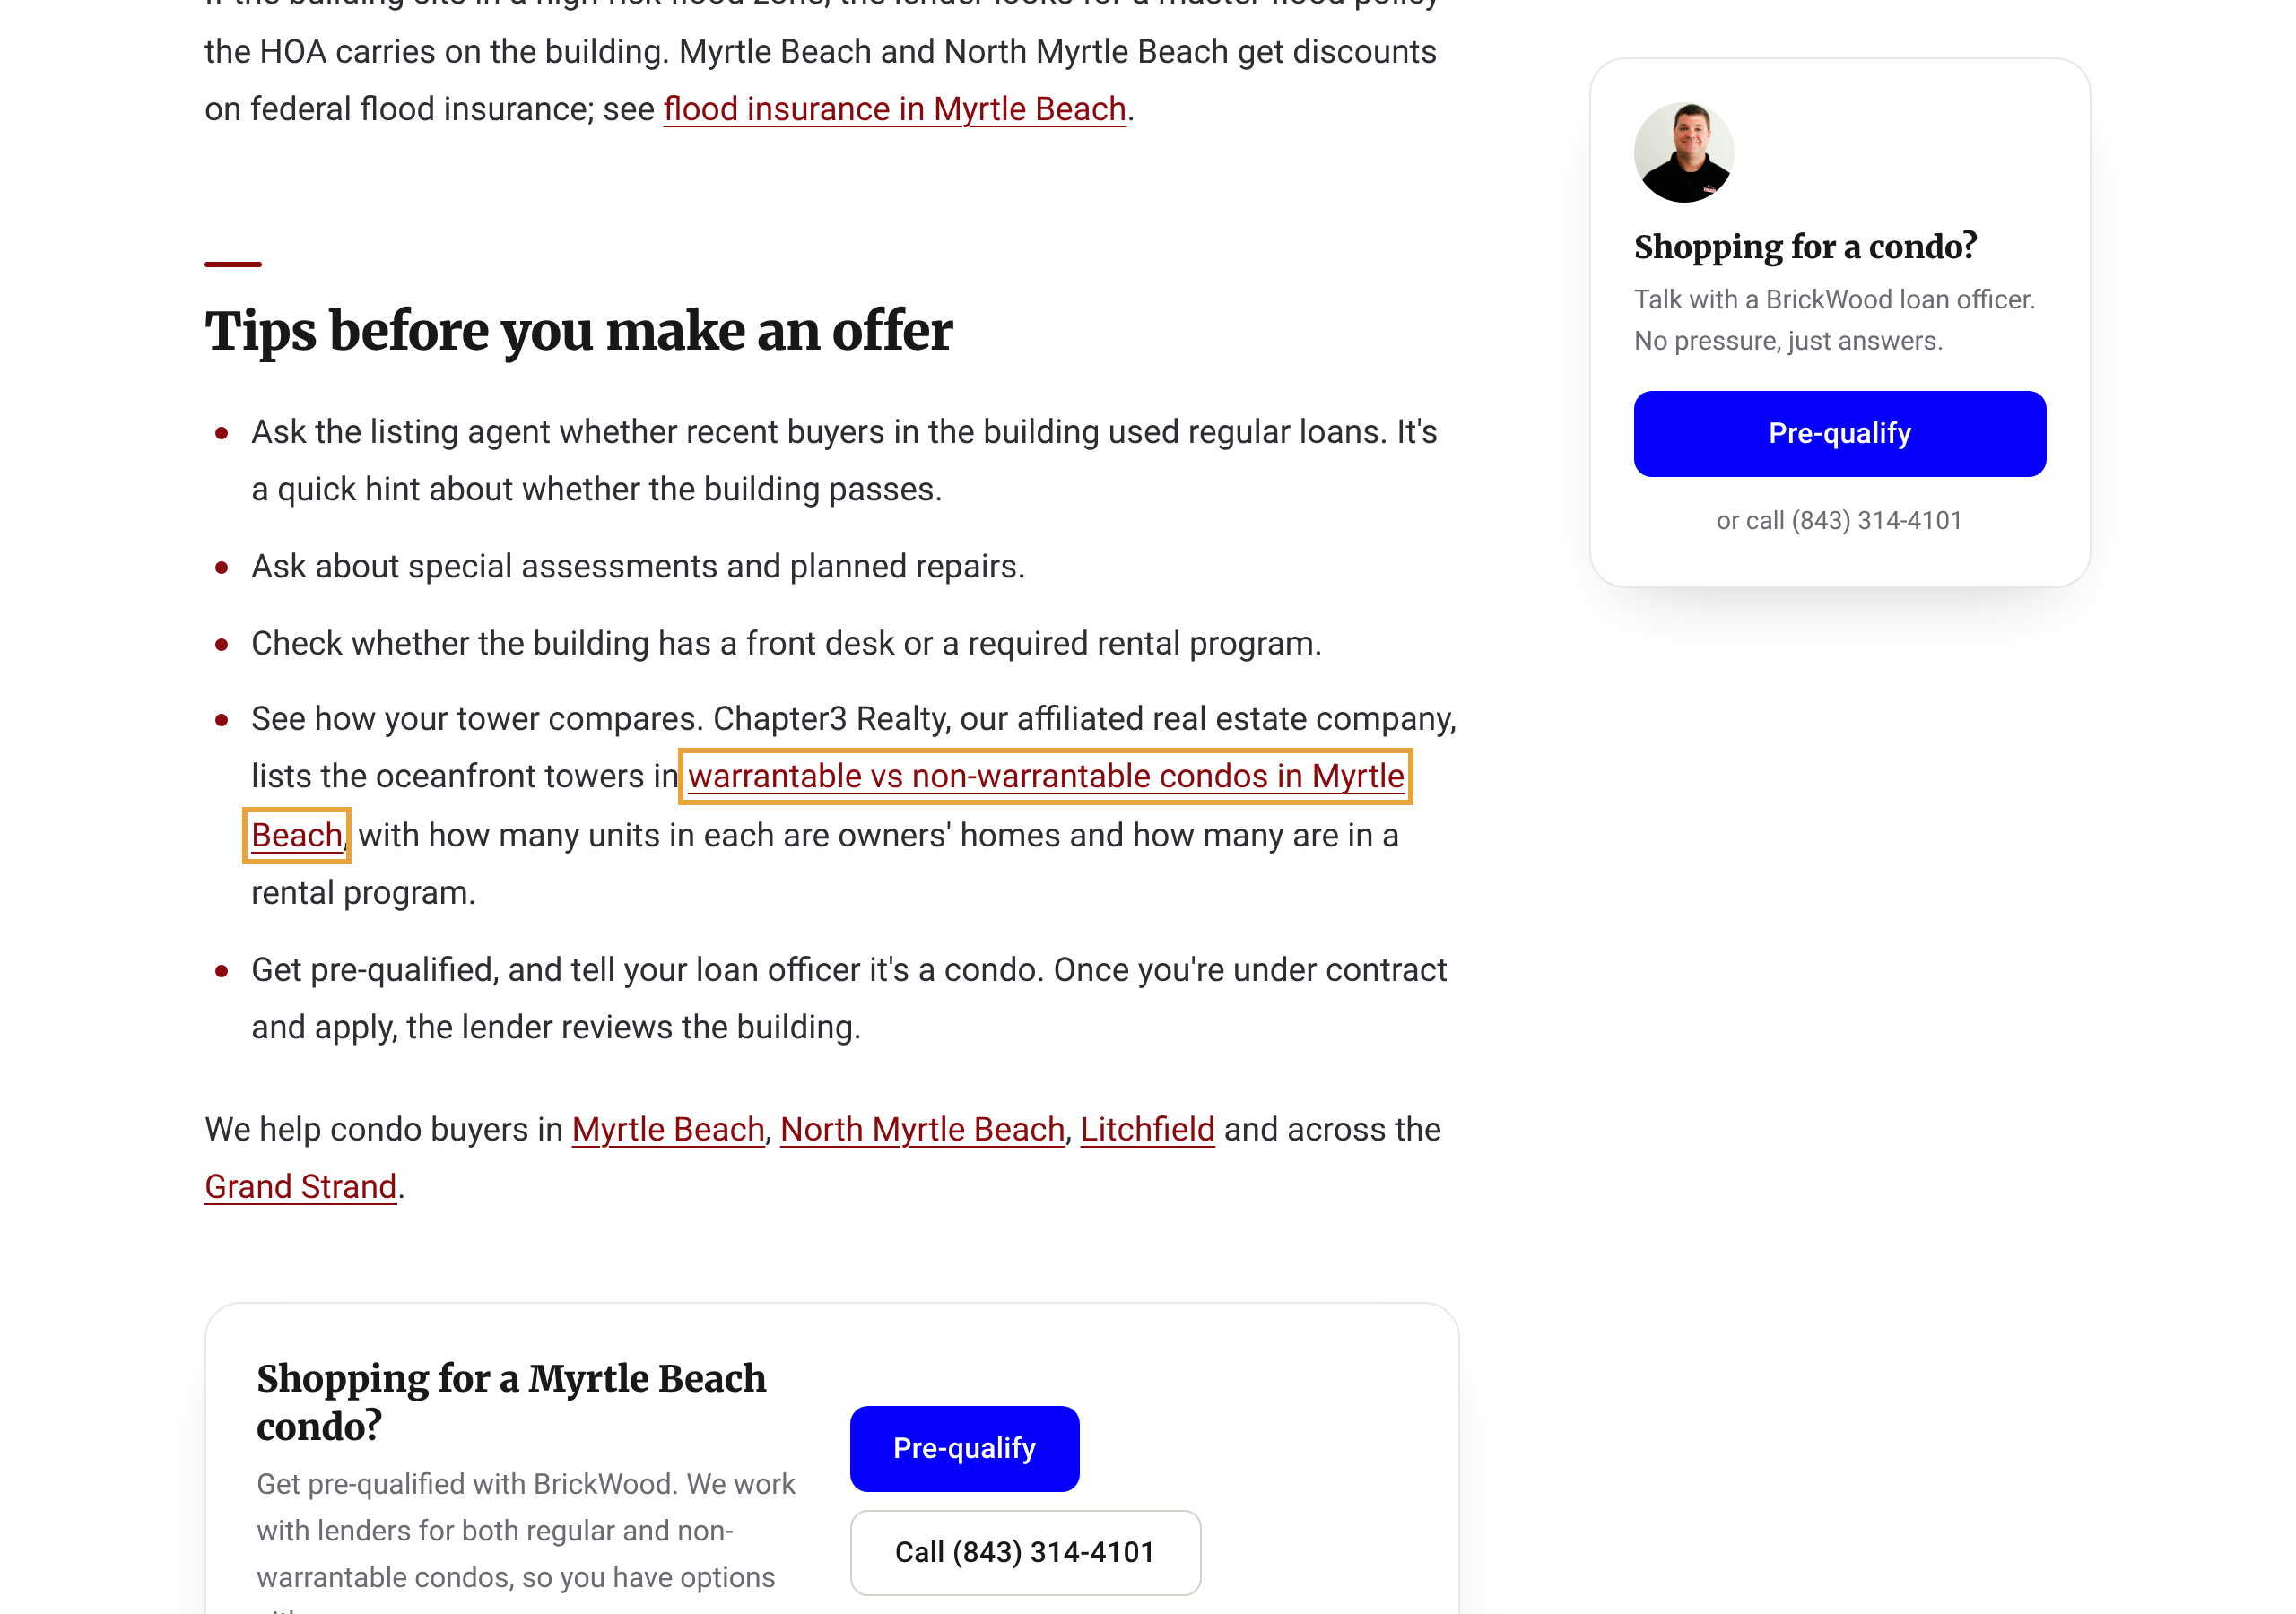 the HOA carries on the building. Myrtle Beach and North Myrtle Beach get discounts
on federal flood insurance; see flood insurance in Myrtle Beach.
Tips before you make an offer
Ask the listing agent whether recent buyers in the building used regular loans. It's
a quick hint about whether the building passes.
Ask about special assessments and planned repairs.
Check whether the building has a front desk or a required rental program.
See how your tower compares. Chapter3 Realty, our affiliated real estate company,
lists the oceanfront towers in warrantable vs non-warrantable condos in Myrtle
Beach, with how many units in each are owners' homes and how many are in a
rental program.
Get pre-qualified, and tell your loan officer it's a condo. Once you're under contract
and apply, the lender reviews the building.
We help condo buyers in Myrtle Beach, North Myrtle Beach, Litchfield and across the
Grand Strand.
Shopping for a Myrtle Beach
condo?
Get pre-qualified with BrickWood. We work
with lenders for both regular and non-
warrantable condos, so you have options
Pre-qualify
Call (843) 314-4101
Shopping for a condo?
Talk with a BrickWood loan officer.
No pressure, just answers.
Pre-qualify
or call (843) 314-4101